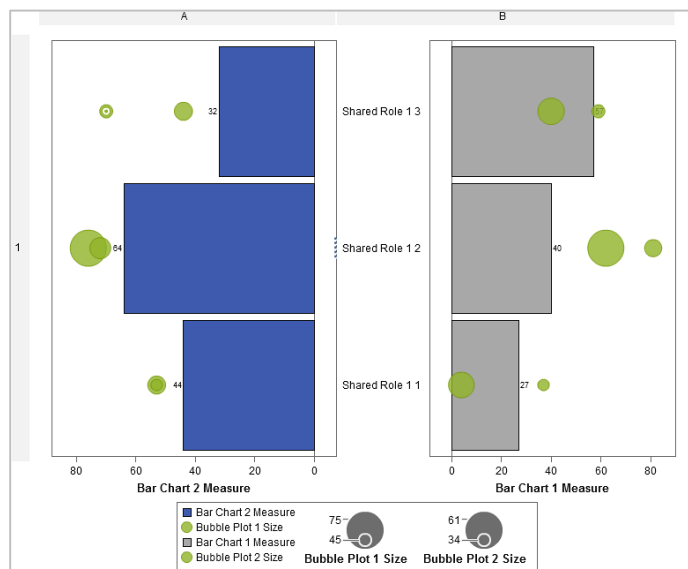 A B
1
32 Shared Role 1 3 57
64 Shared Role 1 2 40
44 Shared Role 1 1 27
80 60 40 20 0 0 20 40 60 80
Bar Chart 2 Measure Bar Chart 1 Measure
Bar Chart 2 Measure
Bubble Plot 1 Size
Bar Chart 1 Measure
Bubble Plot 2 Size
75
45
Bubble Plot 1 Size
61
34
Bubble Plot 2 Size